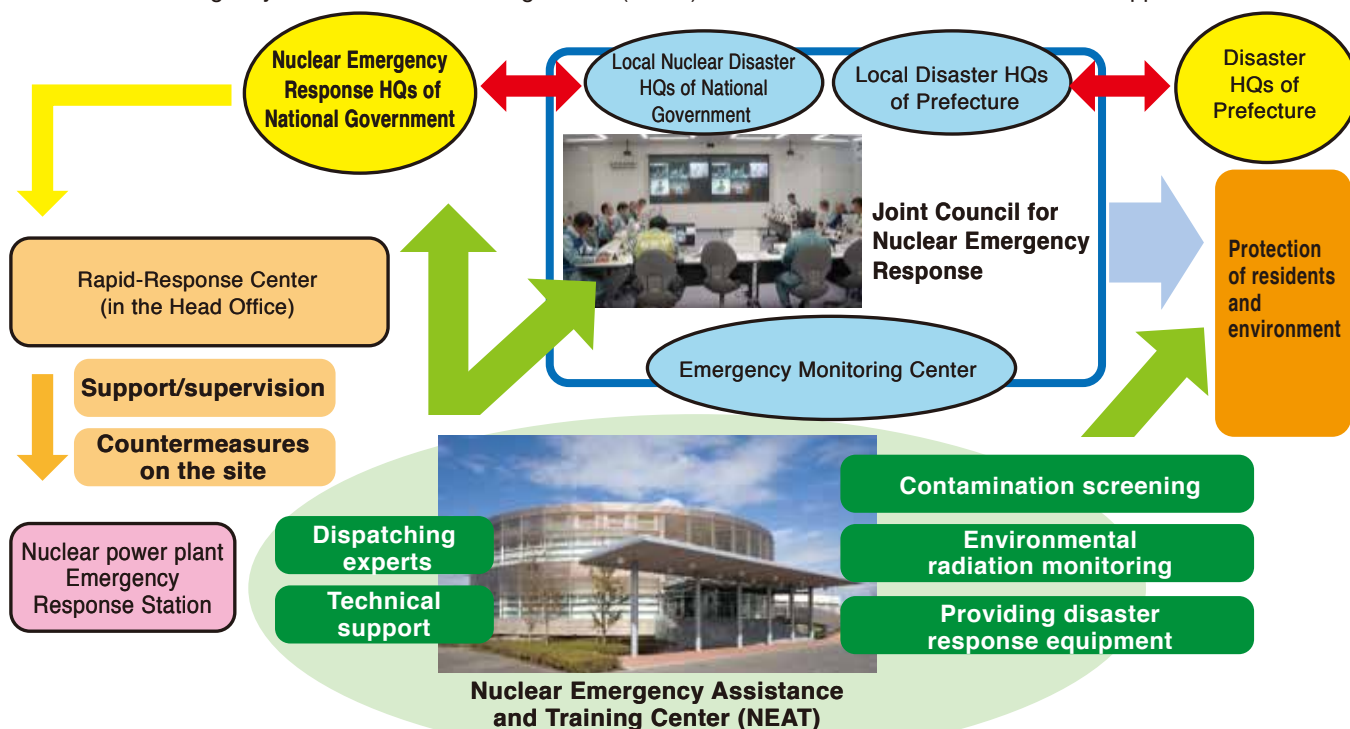 Nuclear Emergency
Response HQs of
National Government
Local Nuclear Disaster
HQs of National
Government
Local Disaster HQs
of Prefecture
Disaster
HQs of
Prefecture
Rapid-Response Center
(in the Head Office)
Joint Council for
Nuclear Emergency
Response
Protection
of residents
and
environment
Support/supervision
Countermeasures
on the site
Emergency Monitoring Center
Nuclear power plant
Emergency
Response Station
Dispatching
experts
Technical
support
Contamination screening
Environmental
radiation monitoring
Providing disaster
response equipment
Nuclear Emergency Assistance
and Training Center (NEAT)